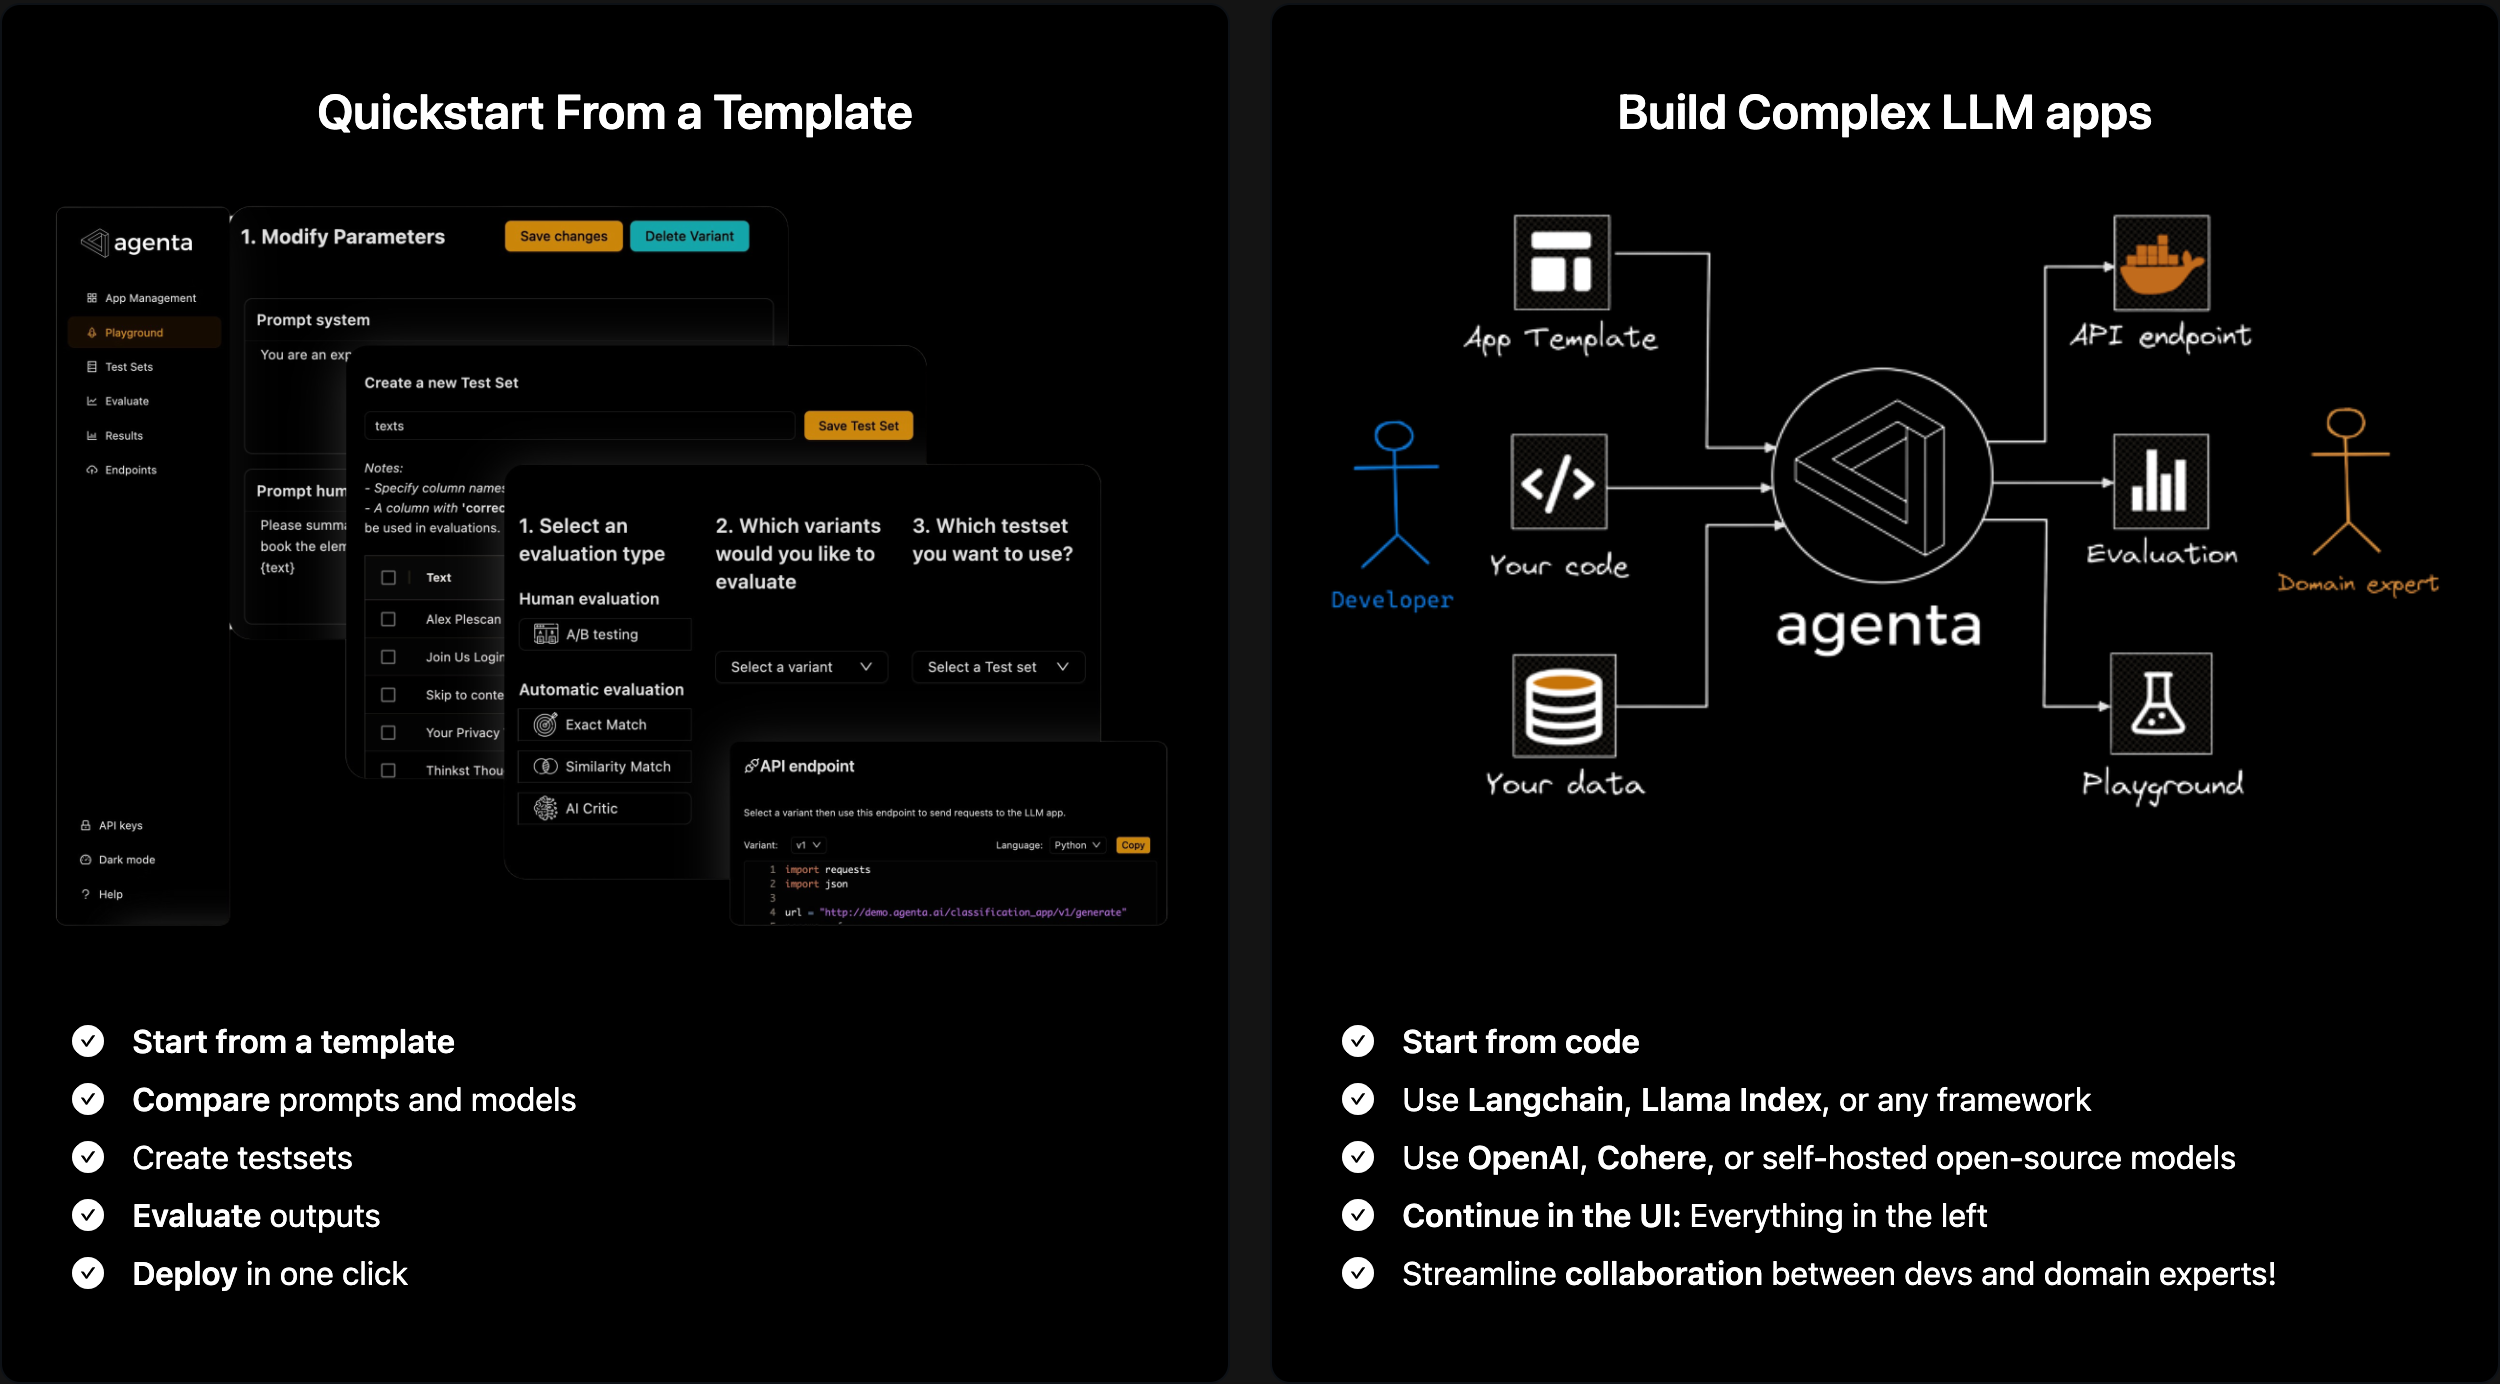 Quickstart From a Template
agenta
App Management
Playground
Test Sets
Evaluate
Results
Endpoints
API keys
Dark mode
? Help
1. Modify Parameters
Save changes
Delete Variant
Prompt system
You are an exp
Prompt hum
Please summa
book the elem
{text}
Create a new Test Set
texts
Save Test Set
Notes:
- Specify column names
- A column with 'correc
be used in evaluations.
Text
Alex Plescan
Join Us Login
Skip to conte
Your Privacy
Thinkst Thou
1. Select an
evaluation type
Human evaluation
A/B testing
Automatic evaluation
Exact Match
Similarity Match
AI Critic
2. Which variants
would you like to
evaluate
Select a variant
3. Which testset
you want to use?
Select a Test set
API endpoint
Select a variant then use this endpoint to send requests to the LLM app.
Variant: v1
Language: Python
Copy
1 import requests
2 import json
3
4 url = "http://demo.agenta.ai/classification_app/v1/generate"
Start from a template
Compare prompts and models
Create testsets
Evaluate outputs
Deploy in one click
Build Complex LLM apps
App Template
Developer
</>
Your code
Your data
agenta
API endpoint
Evaluation
Domain expert
Playground
Start from code
Use Langchain, Llama Index, or any framework
Use OpenAI, Cohere, or self-hosted open-source models
Continue in the UI: Everything in the left
Streamline collaboration between devs and domain experts!